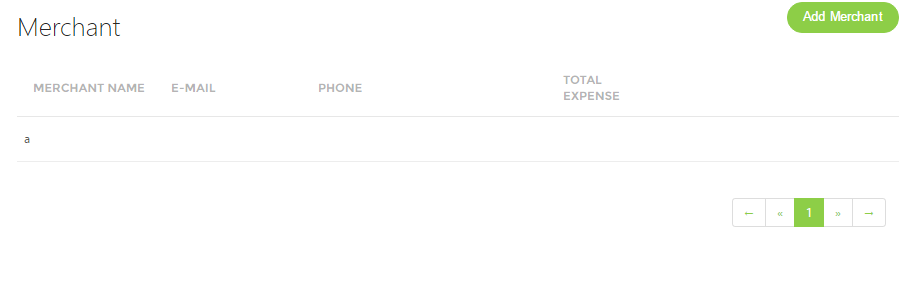 Merchant
Add Merchant
MERCHANT NAME E-MAIL PHONE TOTAL EXPENSE
a
← « 1 » →